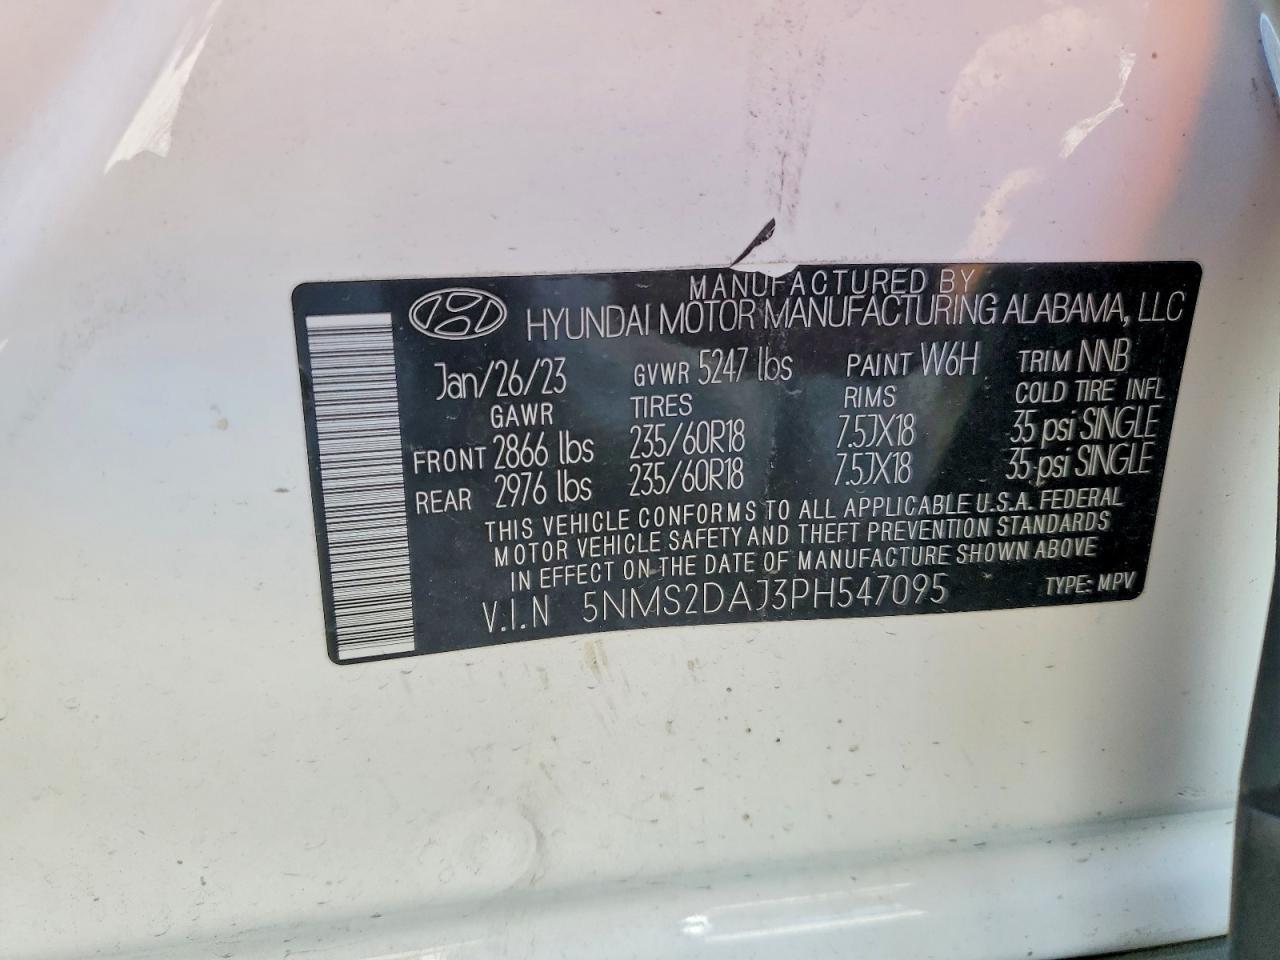 MANUFACTURED BY
HYUNDAI MOTOR MANUFACTURING ALABAMA, LLC
Jan/26/23 GVWR 5247 lbs PAINT W6H TRIM NNB
GAWR TIRES RIMS COLD TIRE INFL
FRONT 2866 lbs 235/60R18 7.5JX18 35 psi SINGLE
REAR 2976 lbs 235/60R18 7.5JX18 35 psi SINGLE
THIS VEHICLE CONFORMS TO ALL APPLICABLE U.S.A. FEDERAL
MOTOR VEHICLE SAFETY AND THEFT PREVENTION STANDARDS
IN EFFECT ON THE DATE OF MANUFACTURE SHOWN ABOVE
V.I.N 5NMS2DAJ3PH547095 TYPE: MPV